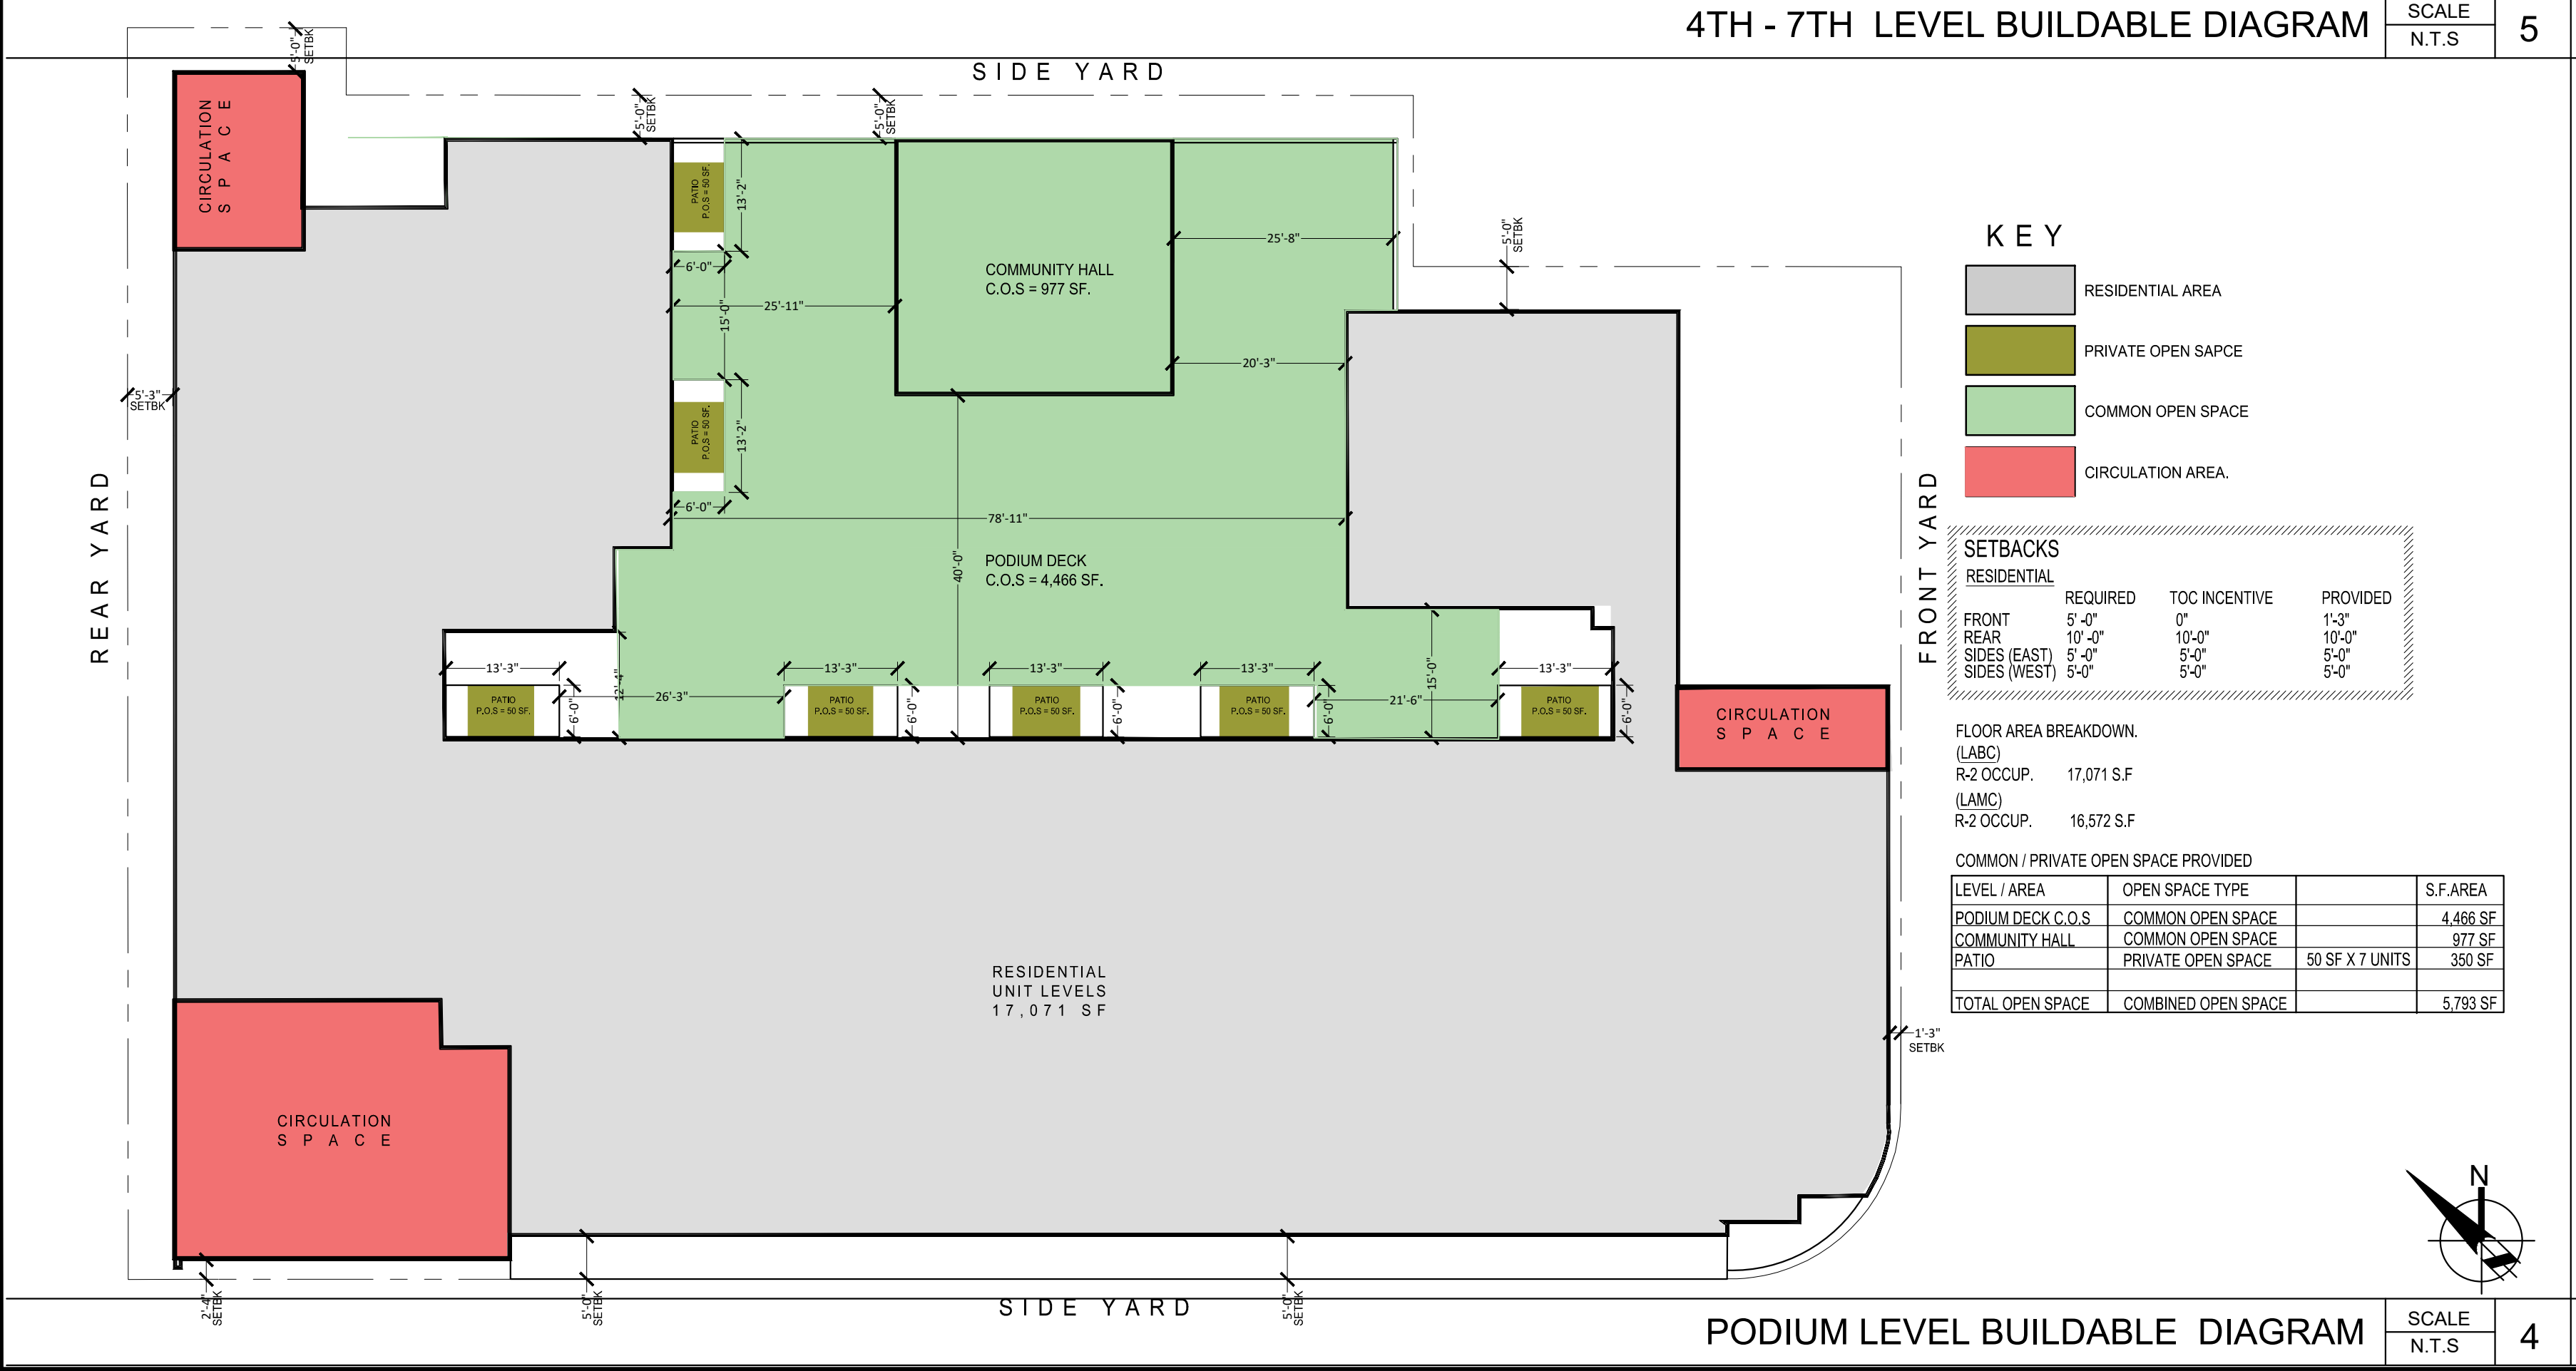 4TH - 7TH LEVEL BUILDABLE DIAGRAM
SCALE
N.T.S
5
SIDE YARD
5'-0"
SETBK
5'-0"
SETBK
5'-0"
SETBK
CIRCULATION
SPACE
PATIO
P.O.S = 50 SF.
13'-2"
6'-0"
15'-0"
25'-11"
COMMUNITY HALL
C.O.S = 977 SF.
25'-8"
20'-3"
5'-0"
SETBK
5'-3"
SETBK
REAR YARD
PATIO
P.O.S = 50 SF.
13'-2"
6'-0"
78'-11"
40'-0"
PODIUM DECK
C.O.S = 4,466 SF.
13'-3"
13'-3"
13'-3"
13'-3"
13'-3"
26'-3"
15'-0"
21'-6"
PATIO
P.O.S = 50 SF.
6'-0"
PATIO
P.O.S = 50 SF.
6'-0"
PATIO
P.O.S = 50 SF.
6'-0"
PATIO
P.O.S = 50 SF.
6'-0"
PATIO
P.O.S = 50 SF.
6'-0"
CIRCULATION
SPACE
RESIDENTIAL
UNIT LEVELS
17,071 SF
CIRCULATION
SPACE
2'-4"
SETBK
5'-0"
SETBK
5'-0"
SETBK
SIDE YARD
1'-3"
SETBK
FRONT YARD
KEY
RESIDENTIAL AREA
PRIVATE OPEN SAPCE
COMMON OPEN SPACE
CIRCULATION AREA.
SETBACKS
RESIDENTIAL
REQUIRED TOC INCENTIVE PROVIDED
FRONT 5' -0" 0" 1'-3"
REAR 10' -0" 10'-0" 10'-0"
SIDES (EAST) 5' -0" 5'-0" 5'-0"
SIDES (WEST) 5'-0" 5'-0" 5'-0"
FLOOR AREA BREAKDOWN.
(LABC)
R-2 OCCUP. 17,071 S.F
(LAMC)
R-2 OCCUP. 16,572 S.F
COMMON / PRIVATE OPEN SPACE PROVIDED
LEVEL / AREA OPEN SPACE TYPE S.F.AREA
PODIUM DECK C.O.S COMMON OPEN SPACE 4,466 SF
COMMUNITY HALL COMMON OPEN SPACE 977 SF
PATIO PRIVATE OPEN SPACE 50 SF X 7 UNITS 350 SF
TOTAL OPEN SPACE COMBINED OPEN SPACE 5,793 SF
N
PODIUM LEVEL BUILDABLE DIAGRAM
SCALE
N.T.S
4